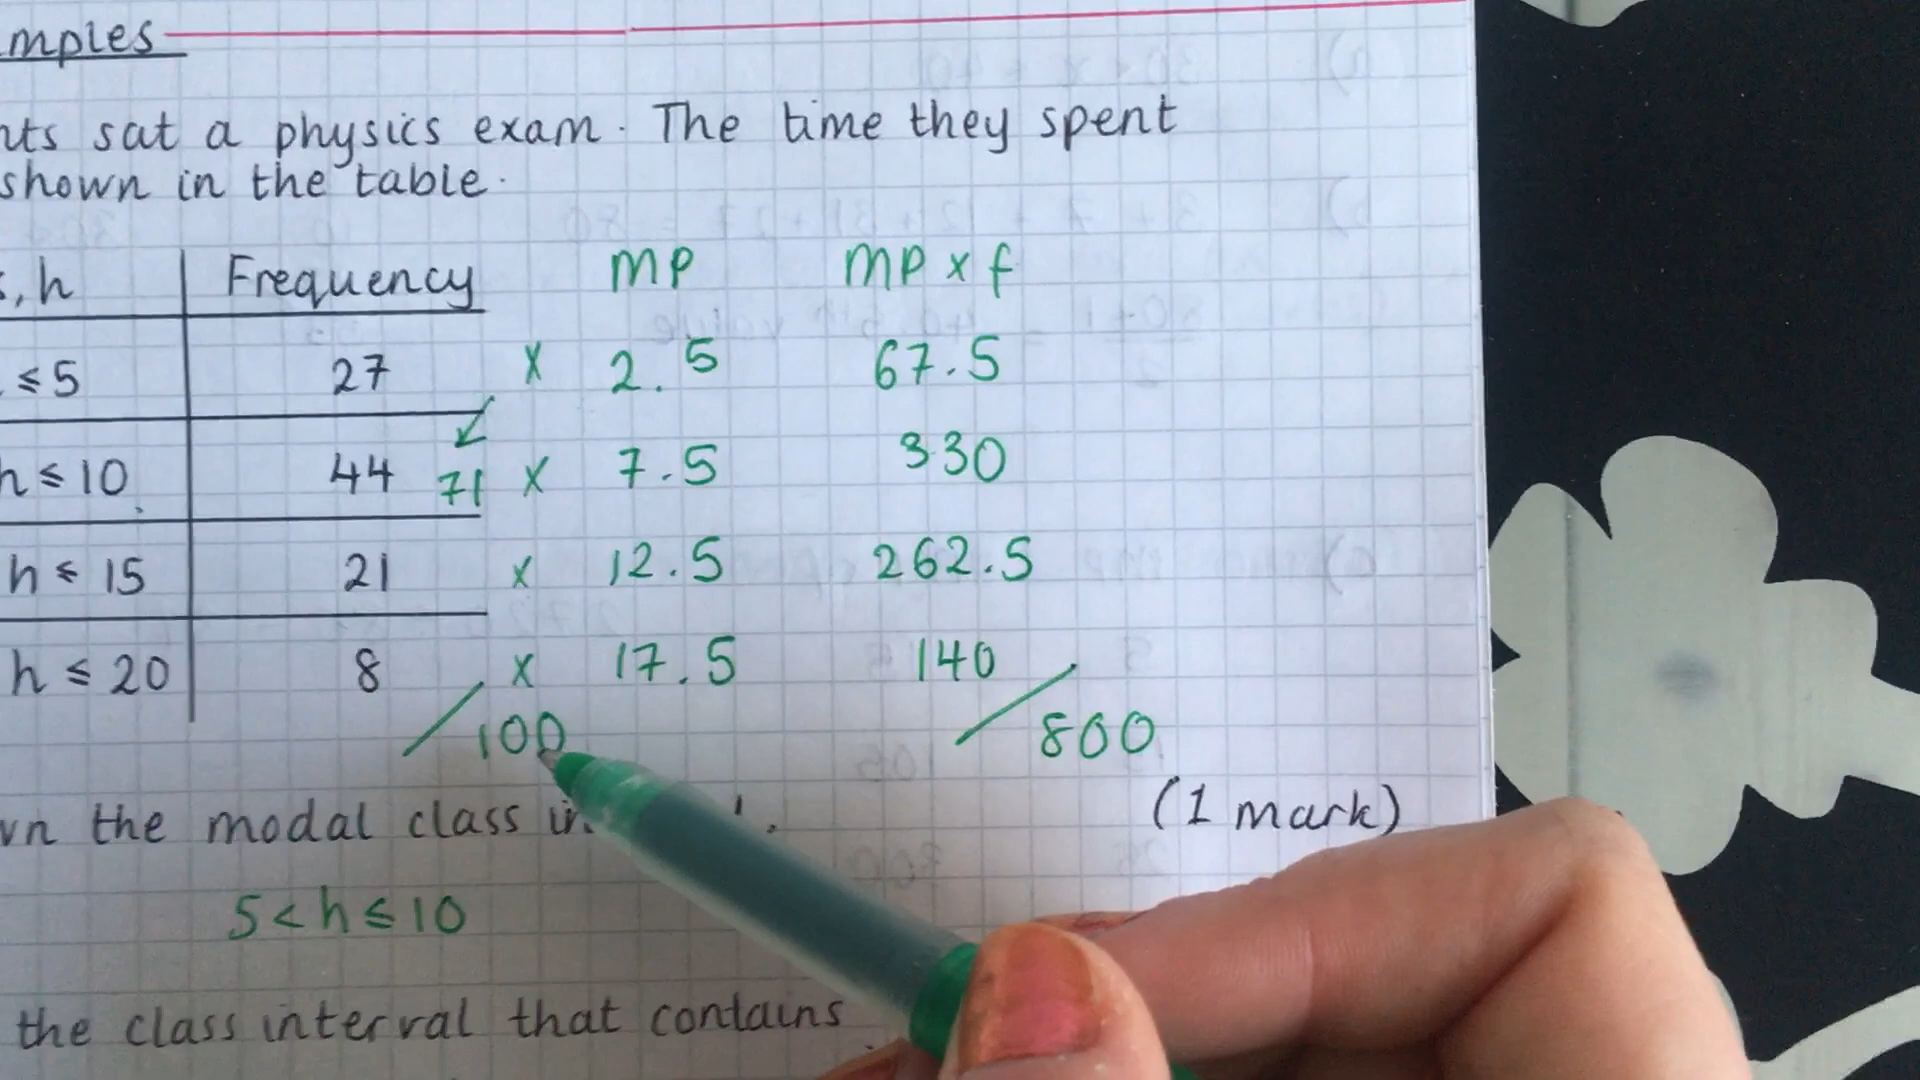 mples
nts sat a physics exam. The time they spent
shown in the table.
, h Frequency MP MP x f
≤ 5 27 x 2.5 67.5
h ≤ 10 44 71 x 7.5 330
h ≤ 15 21 x 12.5 262.5
h ≤ 20 8 x 17.5 140
100 800
wn the modal class
(1 mark)
5 < h ≤ 10
the class interval that contains